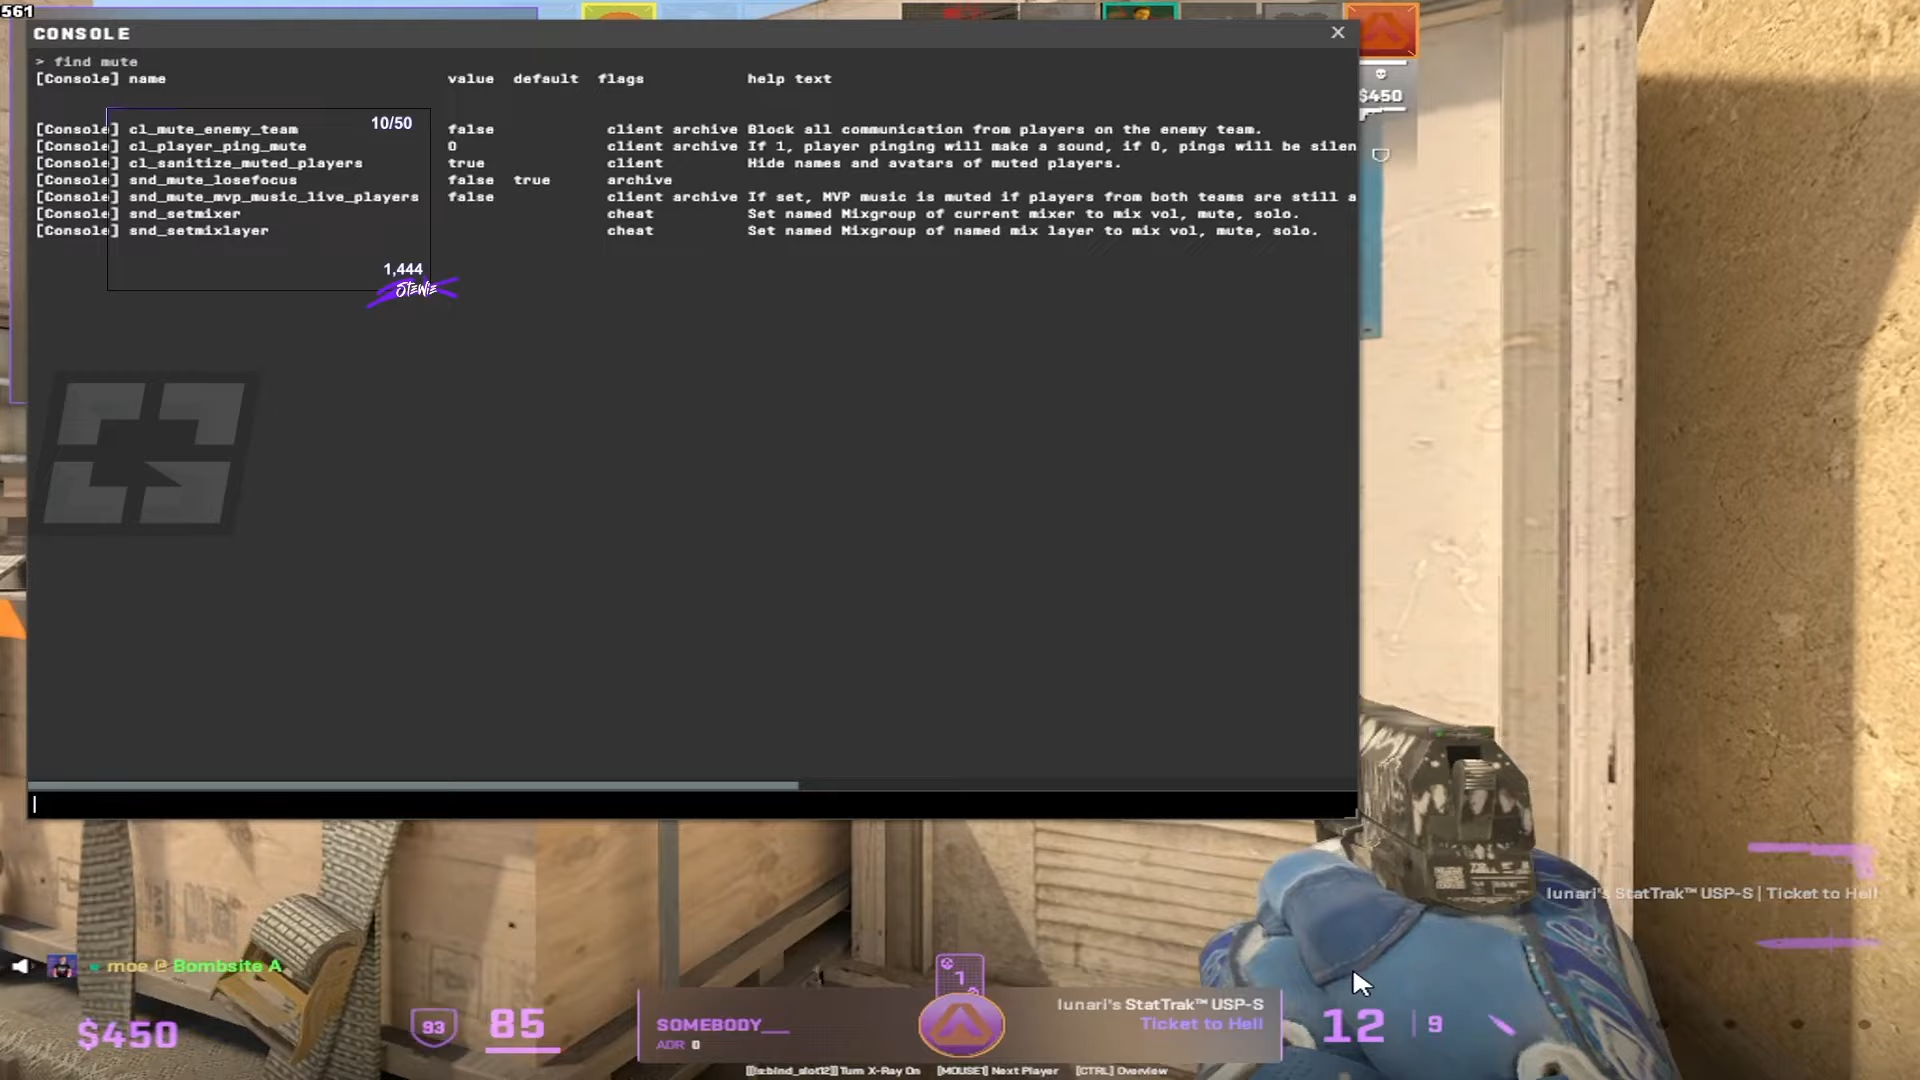 561
CONSOLE
> find mute
[Console] name value default flags help text
$450
10/50
[Console] cl_mute_enemy_team false client archive Block all communication from players on the enemy team.
[Console] cl_player_ping_mute 0 client archive If 1, player pinging will make a sound, if 0, pings will be silen
[Console] cl_sanitize_muted_players true client Hide names and avatars of muted players.
[Console] snd_mute_losefocus false true archive
[Console] snd_mute_mvp_music_live_players false client archive If set, MVP music is muted if players from both teams are still a
[Console] snd_setmixer cheat Set named Mixgroup of current mixer to mix vol, mute, solo.
[Console] snd_setmixlayer cheat Set named Mixgroup of named mix layer to mix vol, mute, solo.
1,444
STEWIE
lunari's StatTrak™ USP-S | Ticket to Hell
moe @ Bombsite A
1
$450
93
85
SOMEBODY__
ADR 0
lunari's StatTrak™ USP-S
Ticket to Hell
12 | 9
[[!s:bind_slot12]] Turn X-Ray On [MOUSE1] Next Player [CTRL] Overview